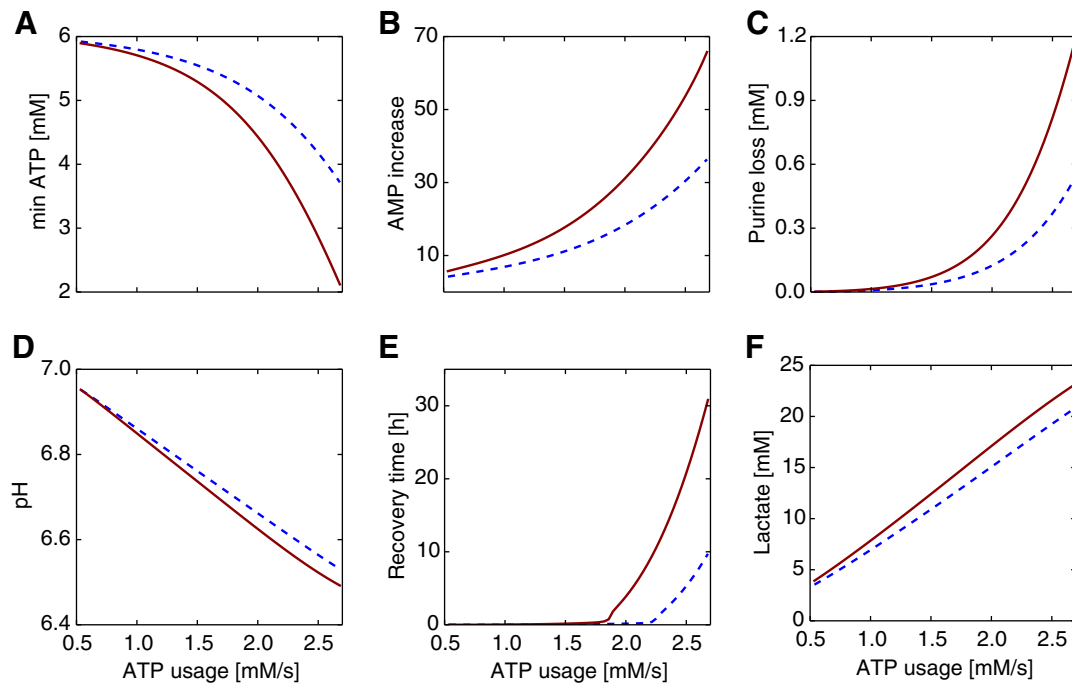 A
B
C
min ATP [mM]
6
5
4
3
2
AMP increase
70
50
30
10
Purine loss [mM]
1.2
0.9
0.6
0.3
0.0
D
E
F
pH
7.0
6.8
6.6
6.4
0.5 1.0 1.5 2.0 2.5
ATP usage [mM/s]
Recovery time [h]
30
20
10
0
0.5 1.0 1.5 2.0 2.5
ATP usage [mM/s]
Lactate [mM]
25
20
15
10
5
0
0.5 1.0 1.5 2.0 2.5
ATP usage [mM/s]